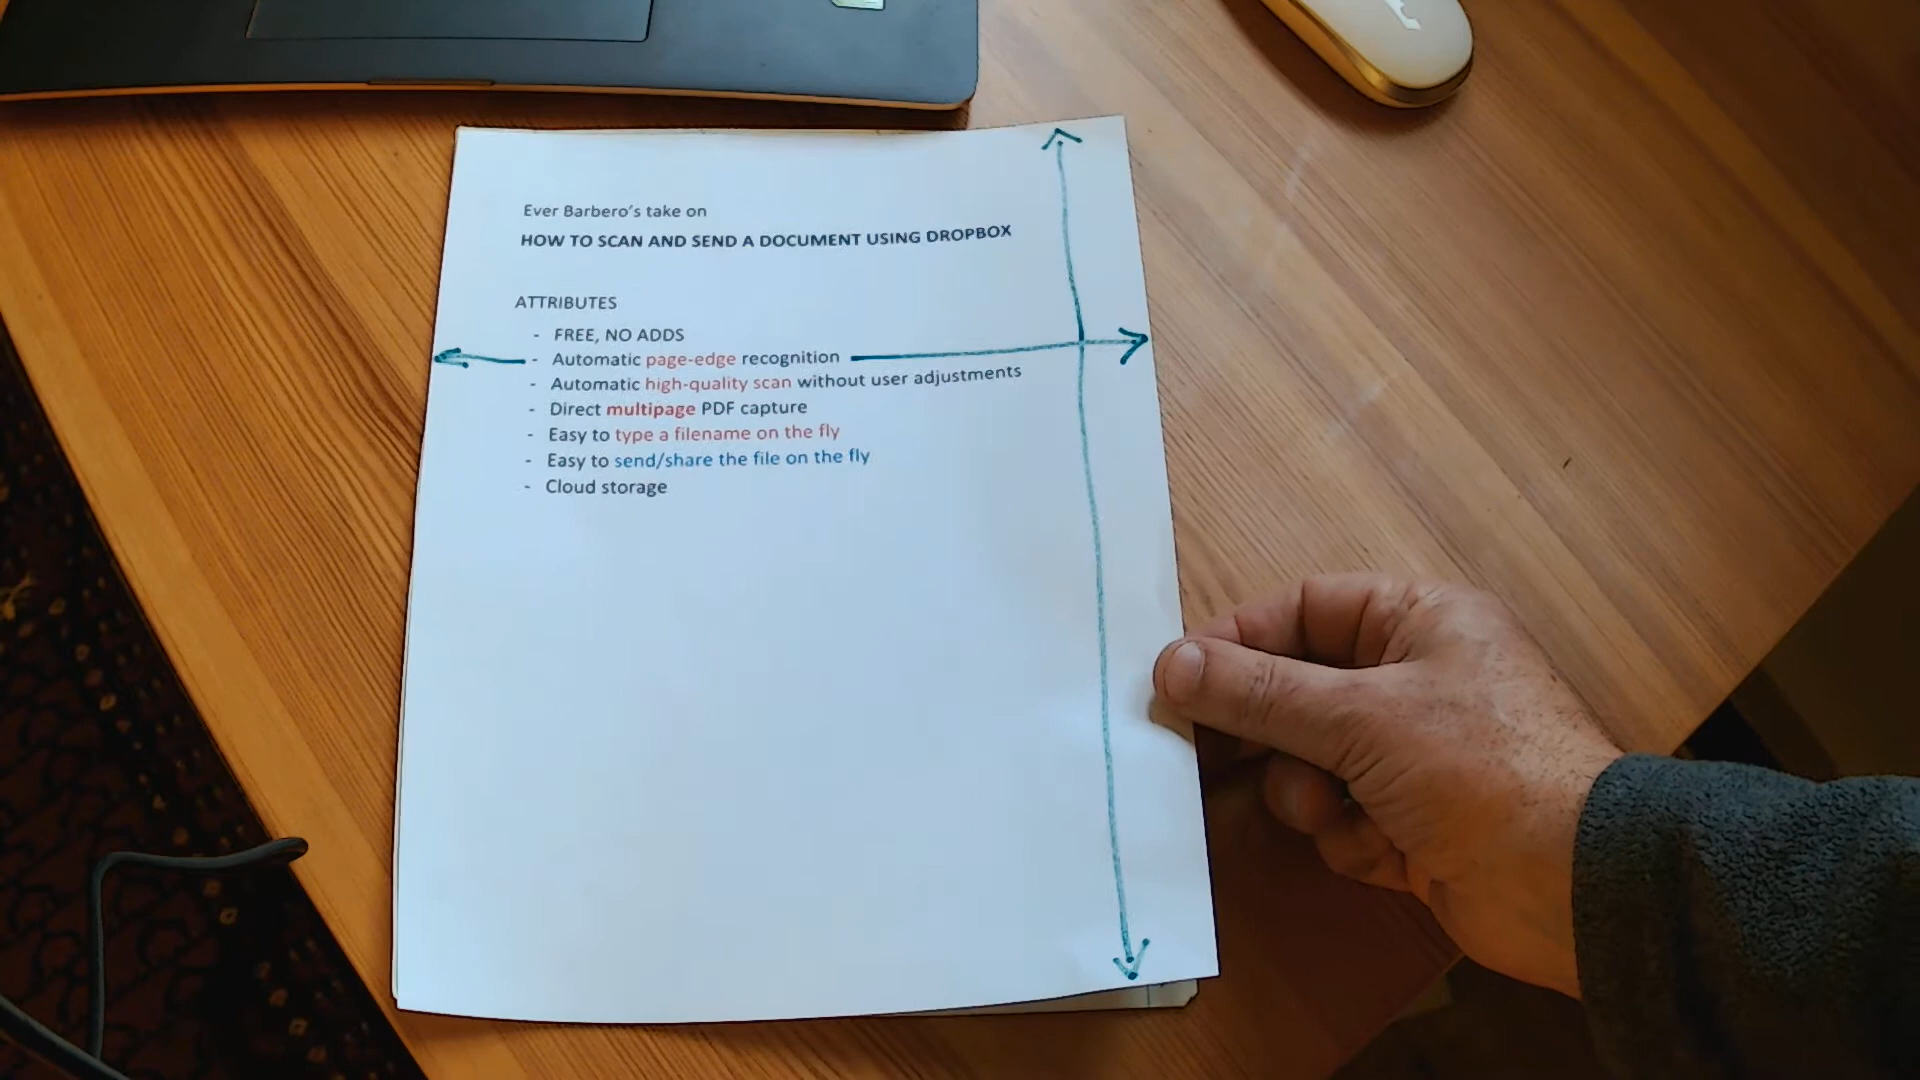 Ever Barbero's take on
HOW TO SCAN AND SEND A DOCUMENT USING DROPBOX
ATTRIBUTES
- FREE, NO ADDS
- Automatic page-edge recognition
- Automatic high-quality scan without user adjustments
- Direct multipage PDF capture
- Easy to type a filename on the fly
- Easy to send/share the file on the fly
- Cloud storage